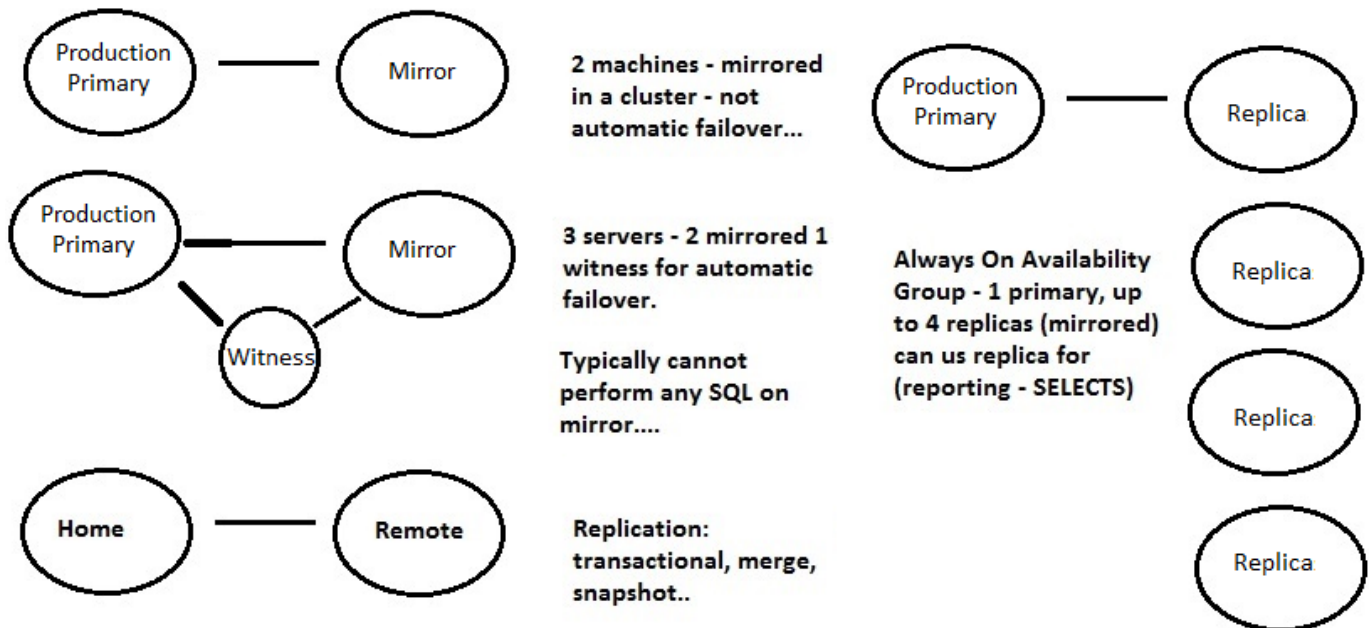 Production
Primary
Mirror
2 machines - mirrored
in a cluster - not
automatic failover...
Production
Primary
Mirror
Witness
3 servers - 2 mirrored 1
witness for automatic
failover.
Typically cannot
perform any SQL on
mirror....
Home
Remote
Replication:
transactional, merge,
snapshot..
Production
Primary
Replica
Always On Availability
Group - 1 primary, up
to 4 replicas (mirrored)
can us replica for
(reporting - SELECTS)
Replica
Replica
Replica